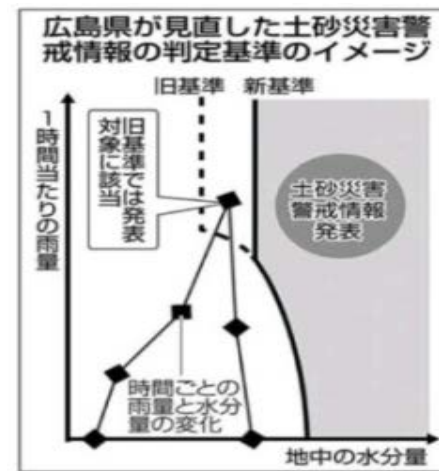 広島県が見直した土砂災害警
戒情報の判定基準のイメージ
旧基準 新基準
1時間当たりの雨量
旧基準では発表
対象に該当
土砂災害
警戒情報
発表
時間ごとの
雨量と水分
量の変化
地中の水分量